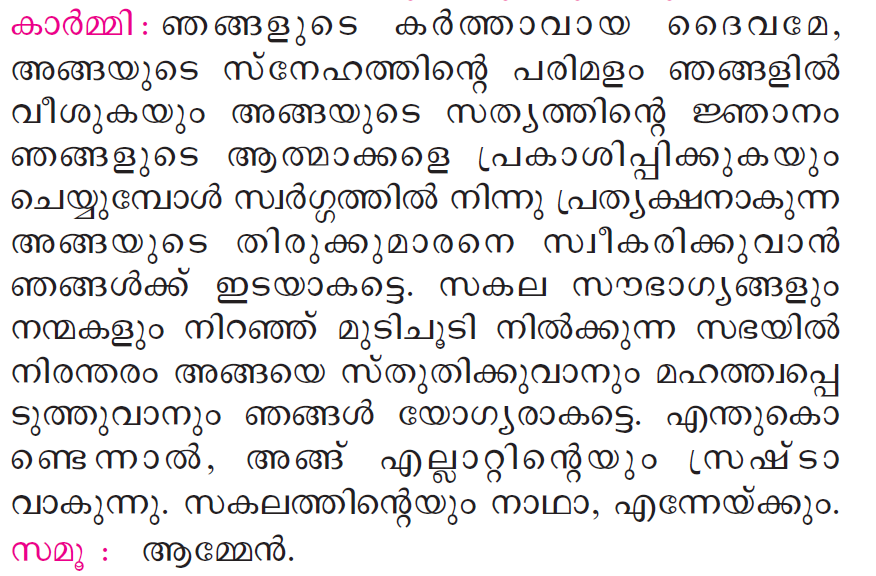 കാർമ്മി: ഞങ്ങളുടെ കർത്താവായ ദൈവമേ,
അങ്ങയുടെ സ്നേഹത്തിന്റെ പരിമളം ഞങ്ങളിൽ
വീശുകയും അങ്ങയുടെ സത്യത്തിന്റെ ജ്ഞാനം
ഞങ്ങളുടെ ആത്മാക്കളെ പ്രകാശിപ്പിക്കുകയും
ചെയ്യുമ്പോൾ സ്വർഗ്ഗത്തിൽ നിന്നു പ്രത്യക്ഷനാകുന്ന
അങ്ങയുടെ തിരുക്കുമാരനെ സ്വീകരിക്കുവാൻ
ഞങ്ങൾക്ക് ഇടയാകട്ടെ. സകല സൗഭാഗ്യങ്ങളും
നന്മകളും നിറഞ്ഞ് മുടിചൂടി നിൽക്കുന്ന സഭയിൽ
നിരന്തരം അങ്ങയെ സ്തുതിക്കുവാനും മഹത്ത്വപ്പെ
ടുത്തുവാനും ഞങ്ങൾ യോഗ്യരാകട്ടെ. എന്തുകൊ
ണ്ടെന്നാൽ, അങ്ങ് എല്ലാറ്റിന്റെയും സ്രഷ്ടാ
വാകുന്നു. സകലത്തിന്റെയും നാഥാ, എന്നേയ്ക്കും.
സമൂ : ആമ്മേൻ.